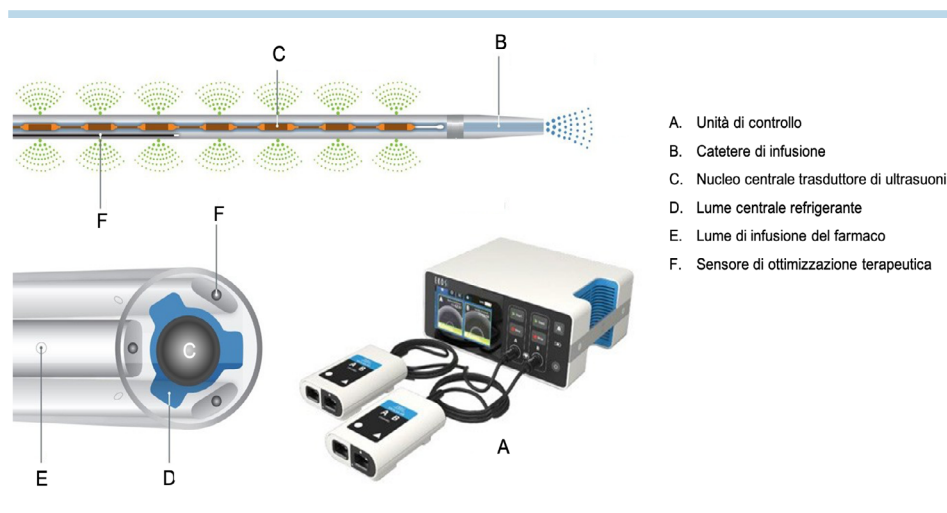 C
B
F
A. Unità di controllo
B. Catetere di infusione
C. Nucleo centrale trasduttore di ultrasuoni
D. Lume centrale refrigerante
E. Lume di infusione del farmaco
F. Sensore di ottimizzazione terapeutica
F
C
E
D
EKOS
A B
A B
A B
A